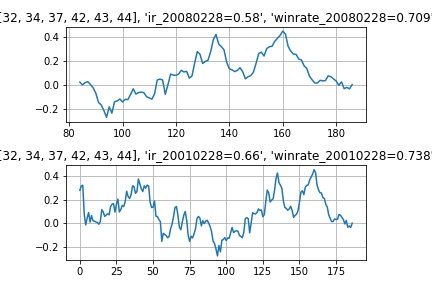 [32, 34, 37, 42, 43, 44], 'ir_20080228=0.58', 'winrate_20080228=0.709'
0.4
0.2
0.0
−0.2
80 100 120 140 160 180
[32, 34, 37, 42, 43, 44], 'ir_20010228=0.66', 'winrate_20010228=0.738'
0.4
0.2
0.0
−0.2
0 25 50 75 100 125 150 175